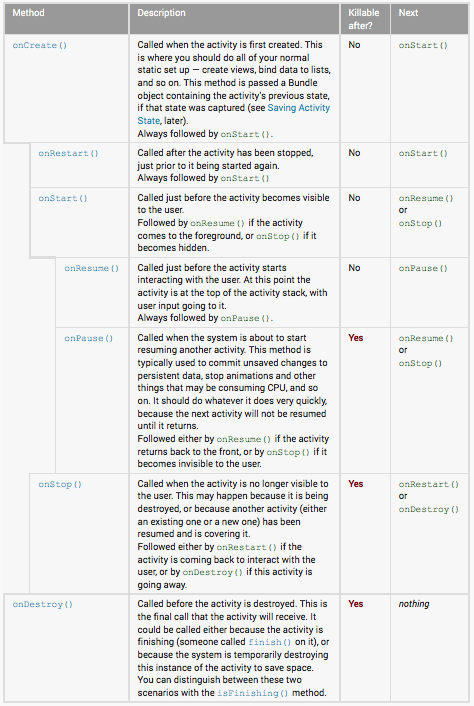 Method Description Killable Next
after?
onCreate() Called when the activity is first created. This No onStart()
is where you should do all of your normal
static set up — create views, bind data to lists,
and so on. This method is passed a Bundle
object containing the activity's previous state,
if that state was captured (see Saving Activity
State, later).
Always followed by onStart().
onRestart() Called after the activity has been stopped, No onStart()
just prior to it being started again.
Always followed by onStart()
onStart() Called just before the activity becomes visible No onResume()
to the user. or
Followed by onResume() if the activity onStop()
comes to the foreground, or onStop() if it
becomes hidden.
onResume() Called just before the activity starts No onPause()
interacting with the user. At this point the
activity is at the top of the activity stack, with
user input going to it.
Always followed by onPause().
onPause() Called when the system is about to start Yes onResume()
resuming another activity. This method is or
typically used to commit unsaved changes to onStop()
persistent data, stop animations and other
things that may be consuming CPU, and so
on. It should do whatever it does very quickly,
because the next activity will not be resumed
until it returns.
Followed either by onResume() if the activity
returns back to the front, or by onStop() if it
becomes invisible to the user.
onStop() Called when the activity is no longer visible to Yes onRestart()
the user. This may happen because it is being or
destroyed, or because another activity (either onDestroy()
an existing one or a new one) has been
resumed and is covering it.
Followed either by onRestart() if the
activity is coming back to interact with the
user, or by onDestroy() if this activity is
going away.
onDestroy() Called before the activity is destroyed. This is Yes nothing
the final call that the activity will receive. It
could be called either because the activity is
finishing (someone called finish() on it), or
because the system is temporarily destroying
this instance of the activity to save space.
You can distinguish between these two
scenarios with the isFinishing() method.